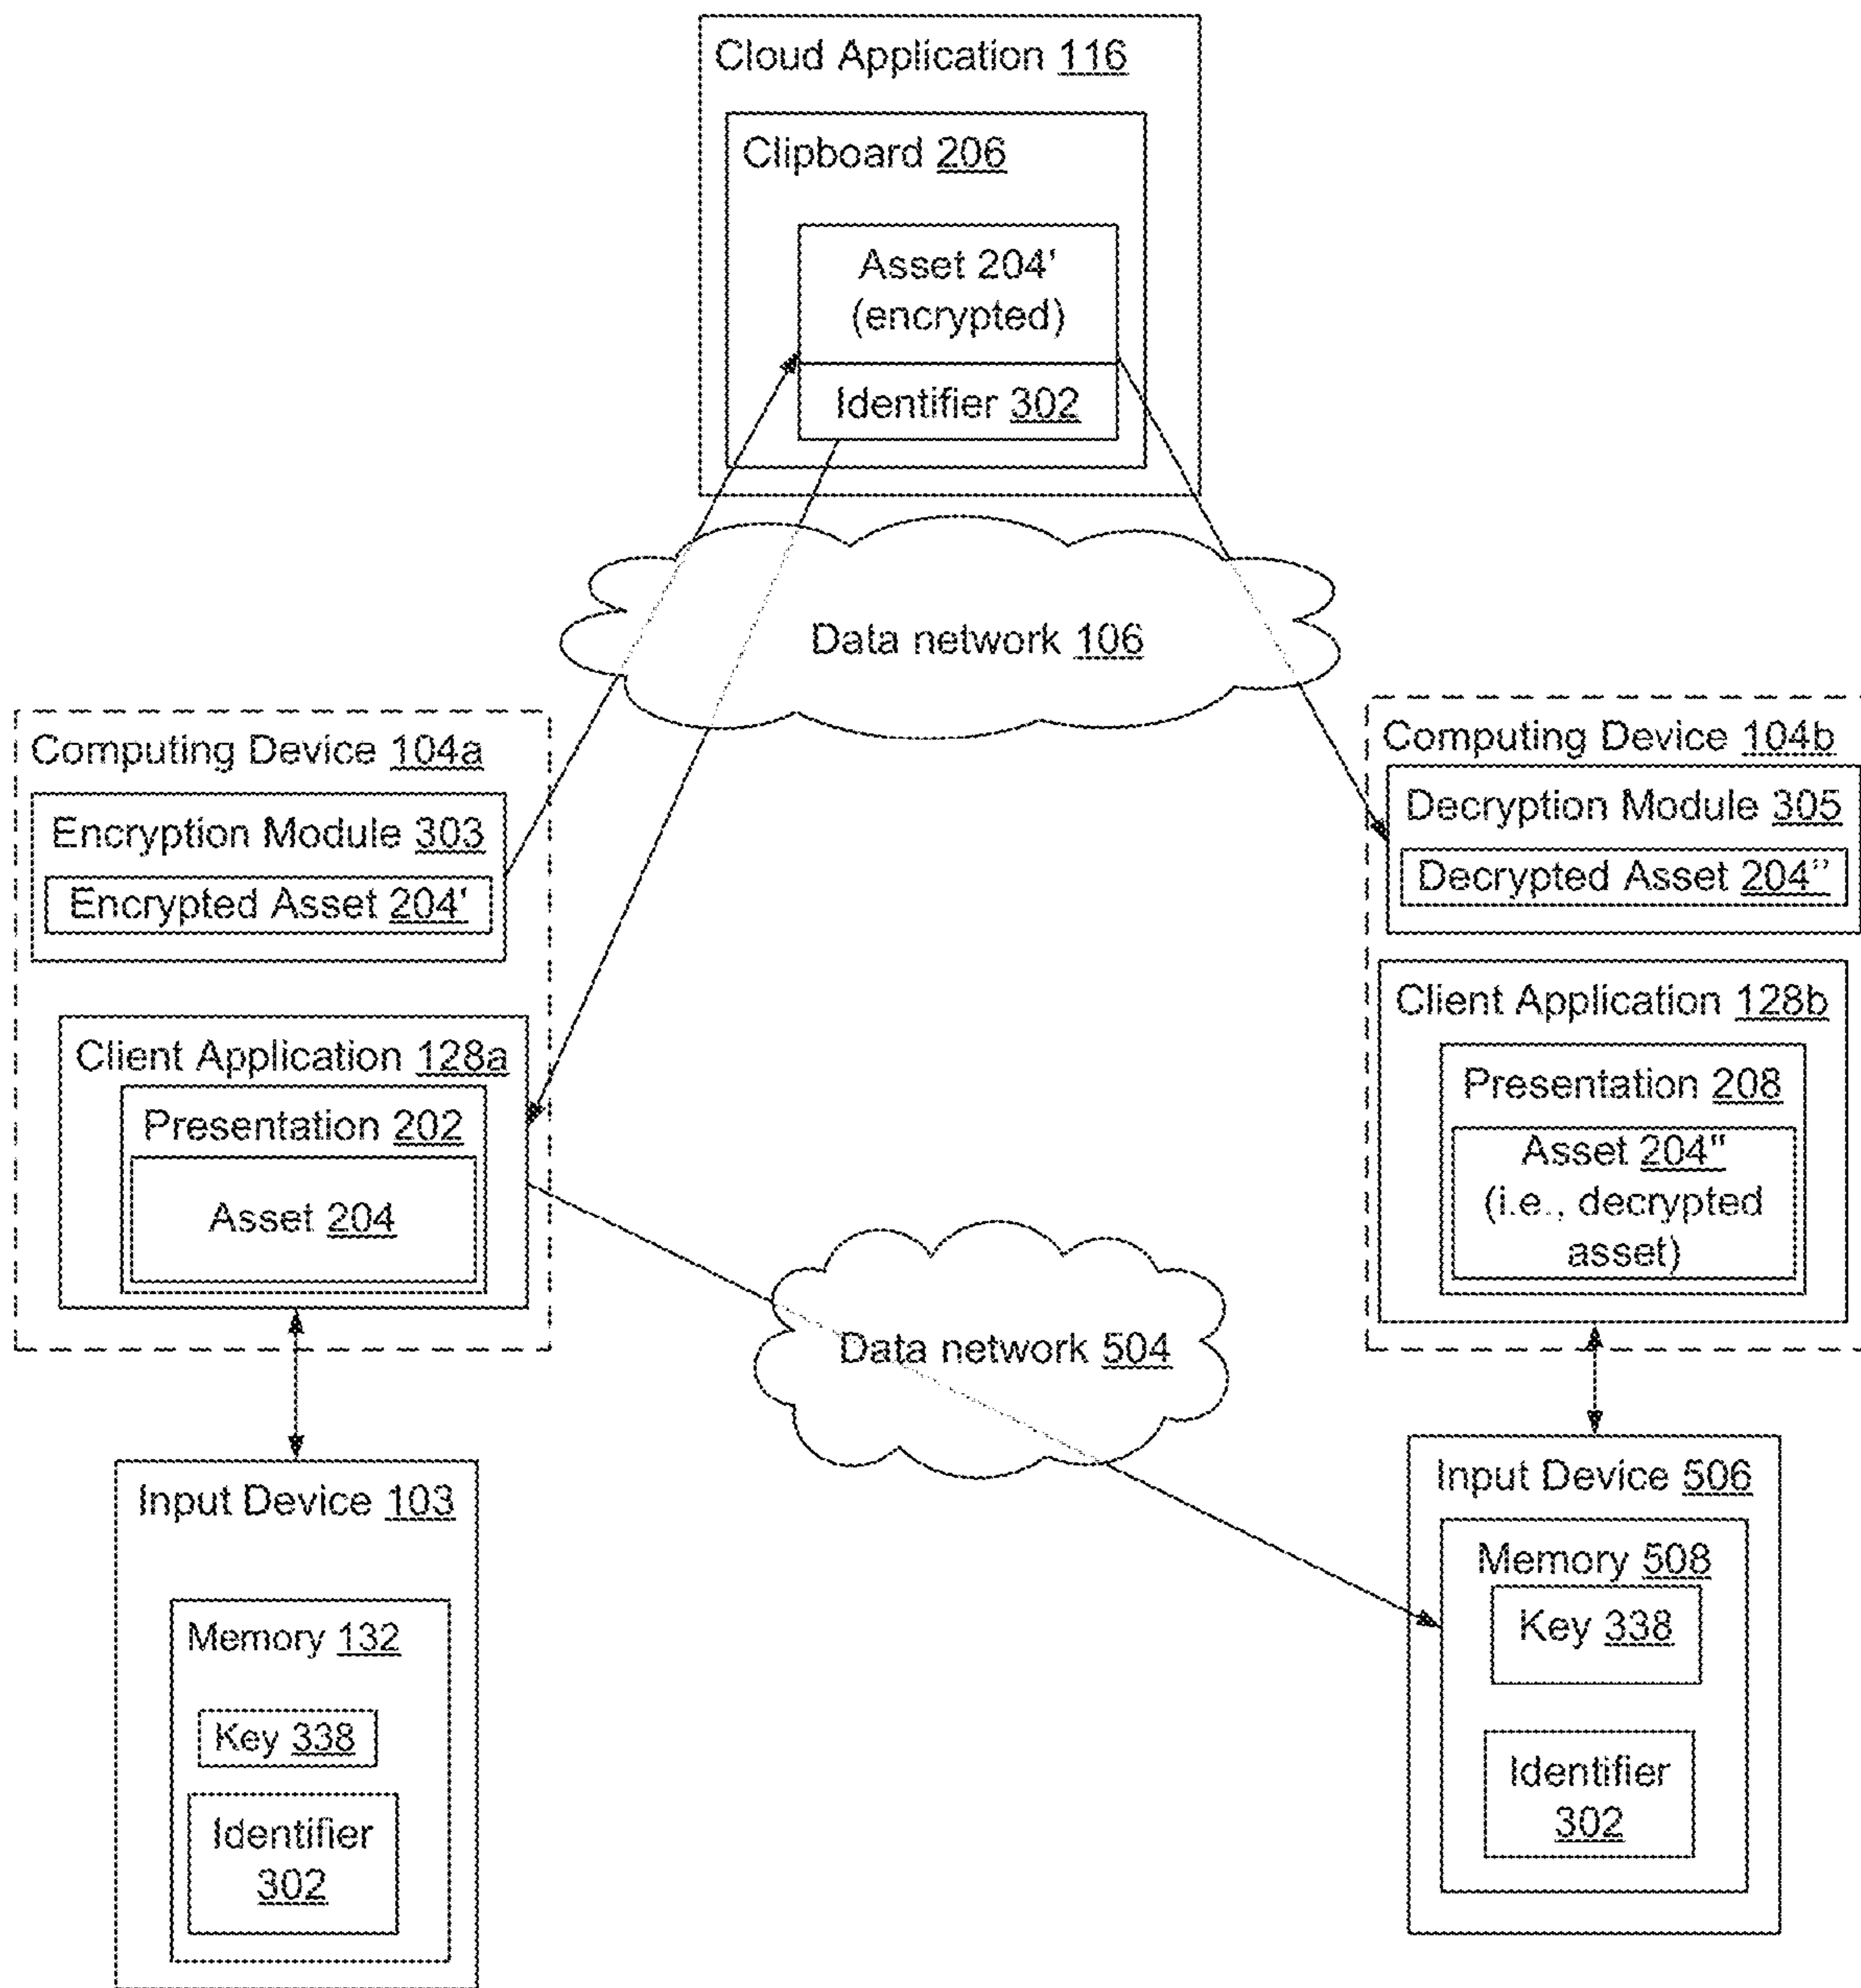 Cloud Application 116
Clipboard 206
Asset 204'
(encrypted)
Identifier 302
Data network 106
Computing Device 104a
Encryption Module 303
Encrypted Asset 204'
Client Application 128a
Presentation 202
Asset 204
Computing Device 104b
Decryption Module 305
Decrypted Asset 204"
Client Application 128b
Presentation 208
Asset 204"
(i.e., decrypted
asset)
Data network 504
Input Device 103
Memory 132
Key 338
Identifier
302
Input Device 506
Memory 508
Key 338
Identifier
302